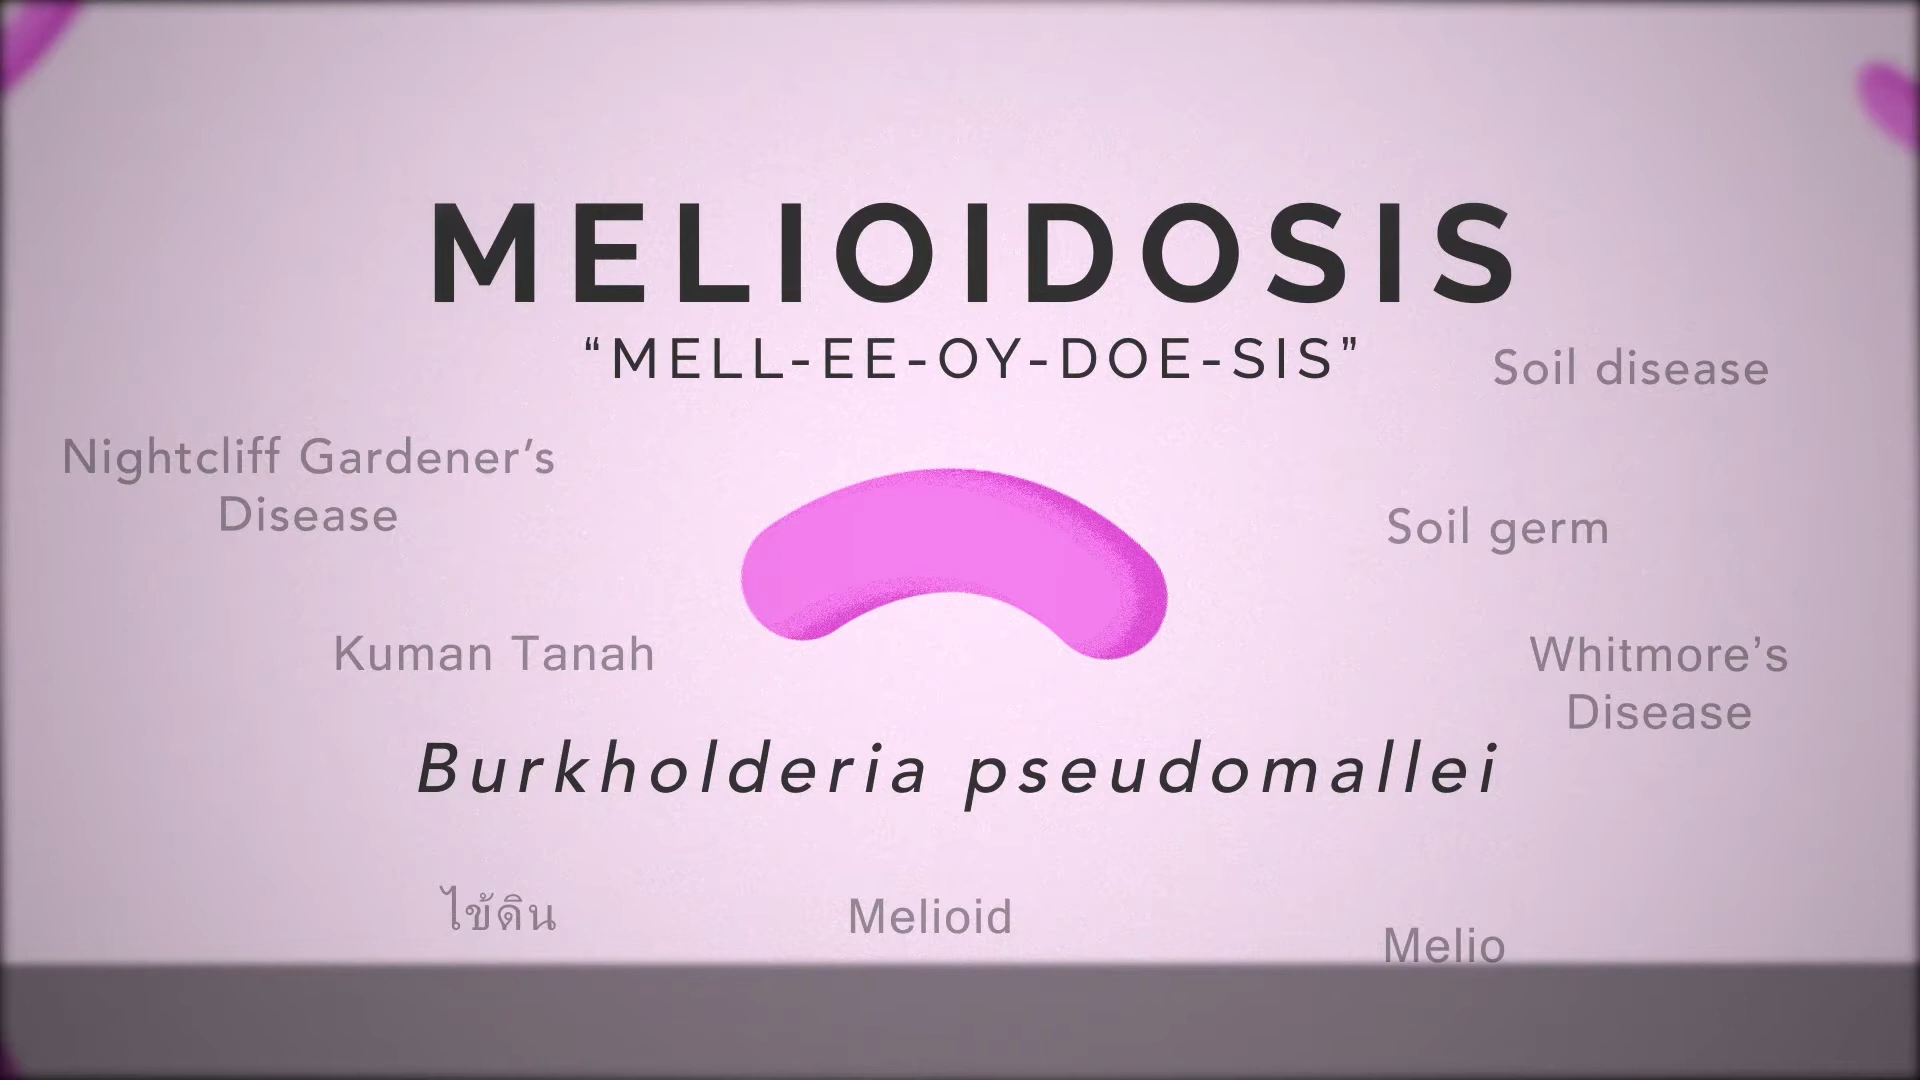 MELIOIDOSIS
“MELL-EE-OY-DOE-SIS”
Soil disease
Nightcliff Gardener’s
Disease
Soil germ
Kuman Tanah
Whitmore’s
Disease
Burkholderia pseudomallei
ไข้ดิน
Melioid
Melio